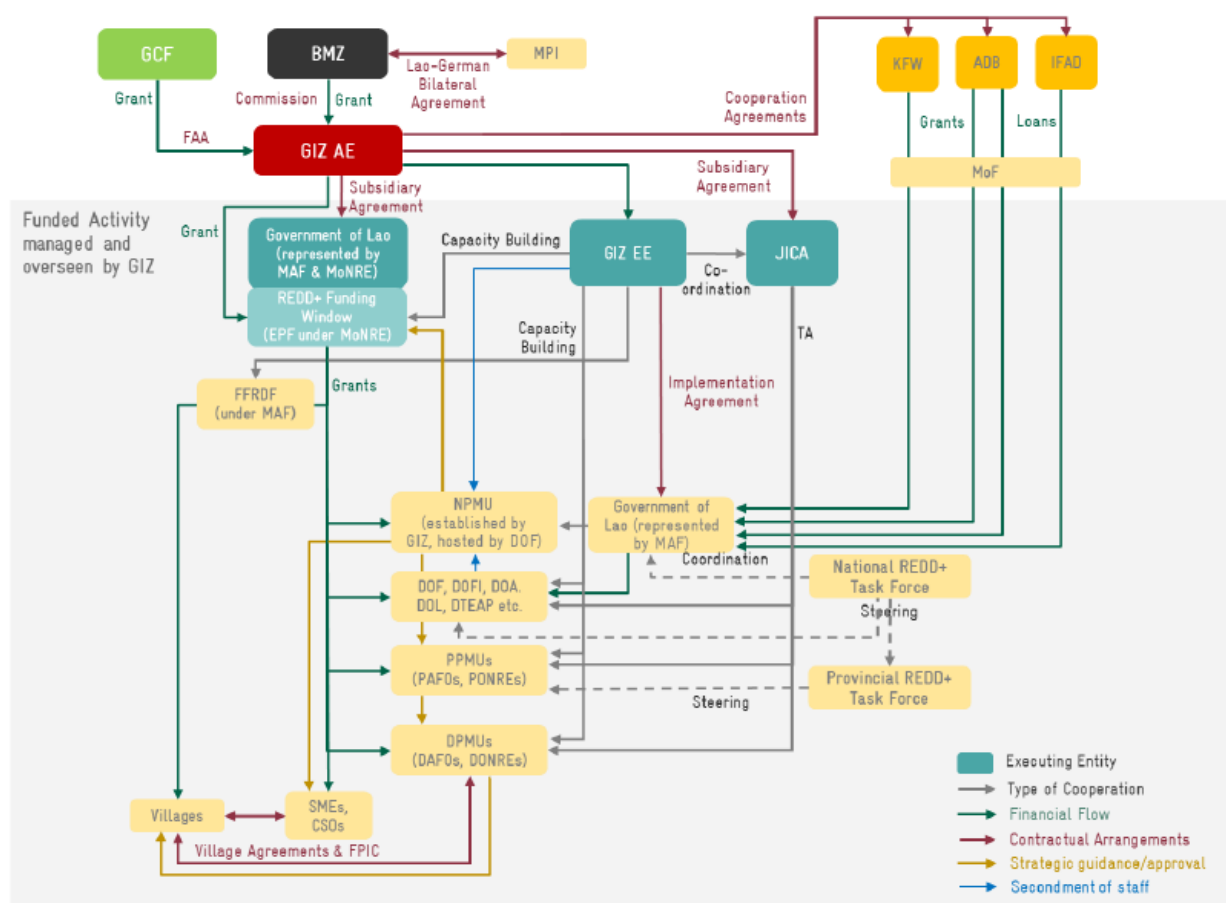 GCF
BMZ
MPI
KFW
ADB
IFAD
Lao-German
Bilateral
Agreement
Grant
Commission
Grant
Cooperation
Agreements
Grants
Loans
FAA
GIZ AE
MoF
Subsidiary
Agreement
Subsidiary
Agreement
Funded Activity
managed and
overseen by GIZ
Grant
Government of Lao
(represented by
MAF & MoNRE)
Capacity Building
GIZ EE
JICA
Co-
ordination
REDD+ Funding
Window
(EPF under MoNRE)
Capacity
Building
TA
FFRDF
(under MAF)
Grants
Implementation
Agreement
NPMU
(established by
GIZ, hosted by DOF)
Government of
Lao (represented
by MAF)
Coordination
National REDD+
Task Force
DOF, DOFI, DOA.
DOL, DTEAP etc.
Steering
PPMUs
(PAFOs, PONREs)
Provincial REDD+
Task Force
Steering
DPMUs
(DAFOs, DONREs)
Villages
SMEs,
CSOs
Village Agreements & FPIC
Executing Entity
Type of Cooperation
Financial Flow
Contractual Arrangements
Strategic guidance/approval
Secondment of staff